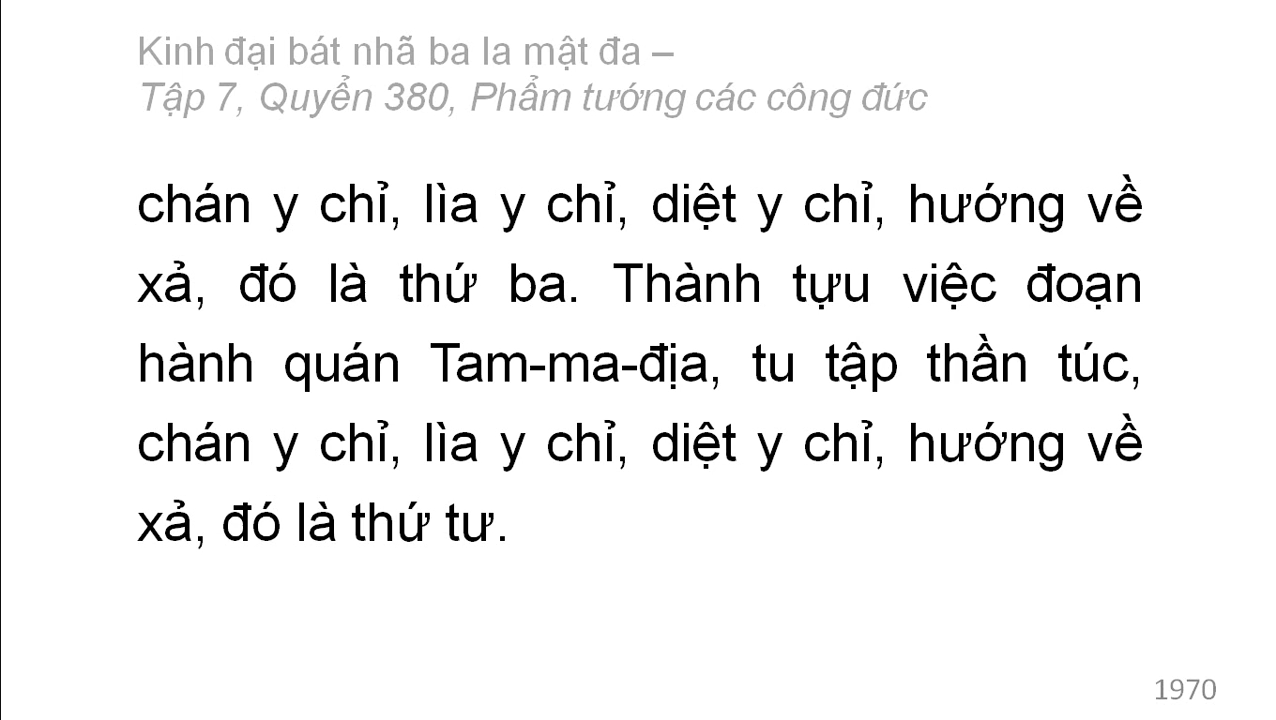 Kinh đại bát nhã ba la mật đa –
Tập 7, Quyển 380, Phẩm tướng các công đức
chán y chỉ, lìa y chỉ, diệt y chỉ, hướng về
xả, đó là thứ ba. Thành tựu việc đoạn
hành quán Tam-ma-địa, tu tập thần túc,
chán y chỉ, lìa y chỉ, diệt y chỉ, hướng về
xả, đó là thứ tư.
1970